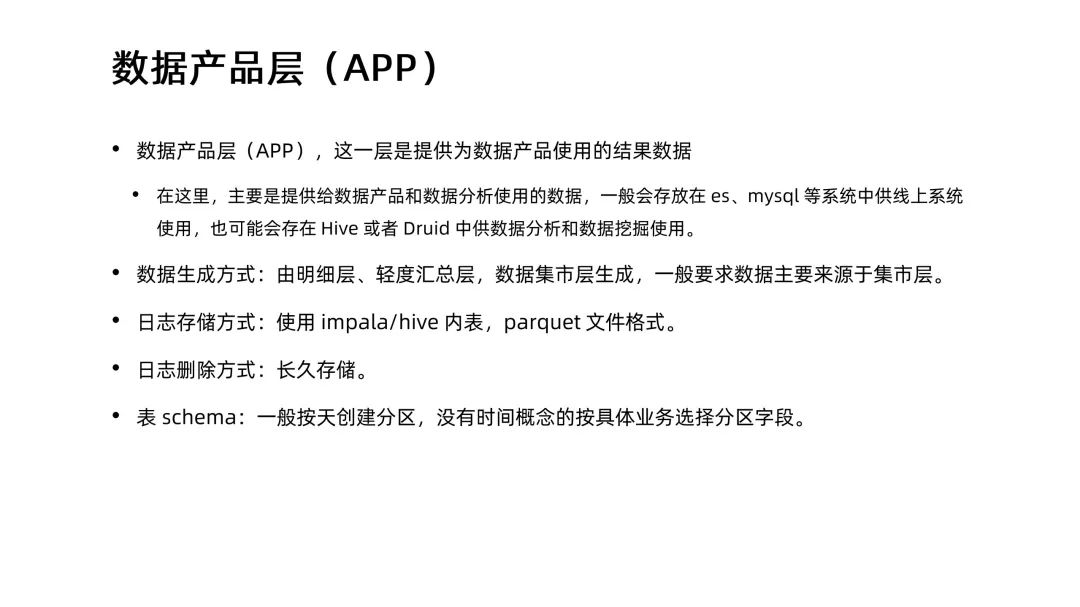 数据产品层（APP）
• 数据产品层（APP），这一层是提供为数据产品使用的结果数据
• 在这里，主要是提供给数据产品和数据分析使用的数据，一般会存放在 es、mysql 等系统中供线上系统
使用，也可能会存在 Hive 或者 Druid 中供数据分析和数据挖掘使用。
• 数据生成方式：由明细层、轻度汇总层，数据集市层生成，一般要求数据主要来源于集市层。
• 日志存储方式：使用 impala/hive 内表，parquet 文件格式。
• 日志删除方式：长久存储。
• 表 schema：一般按天创建分区，没有时间概念的按具体业务选择分区字段。